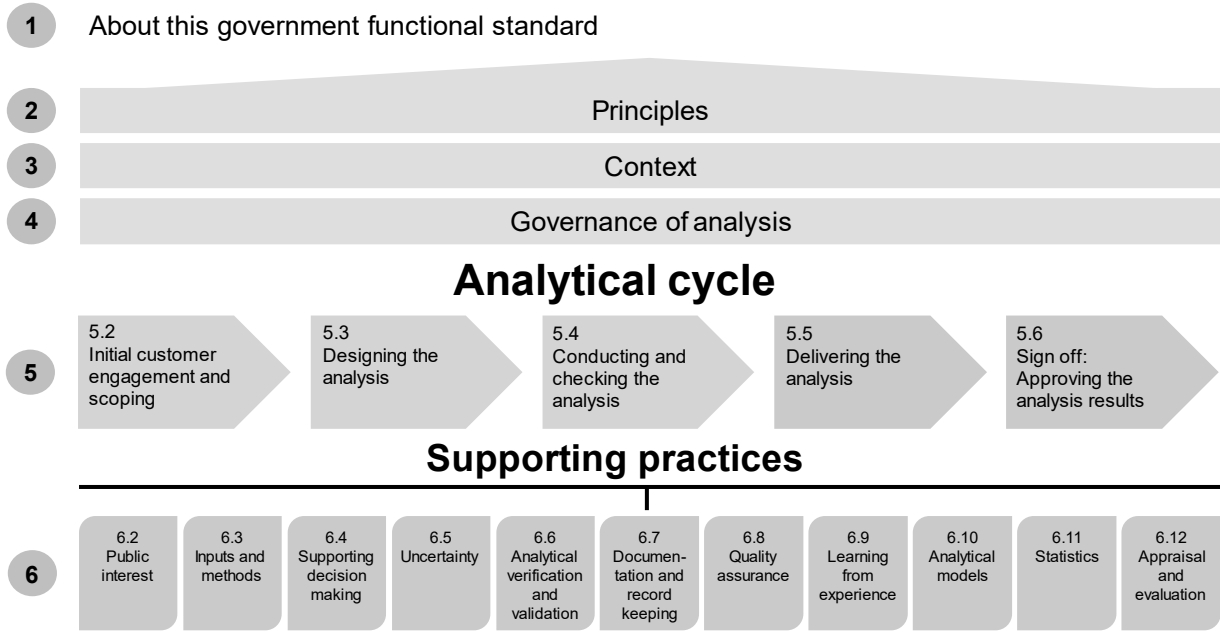 1 About this government functional standard
2 Principles
3 Context
4 Governance of analysis
Analytical cycle
5
5.2
Initial customer
engagement and
scoping
5.3
Designing the
analysis
5.4
Conducting and
checking the
analysis
5.5
Delivering the
analysis
5.6
Sign off:
Approving the
analysis results
Supporting practices
6
6.2
Public
interest
6.3
Inputs and
methods
6.4
Supporting
decision
making
6.5
Uncertainty
6.6
Analytical
verification
and
validation
6.7
Documen-
tation and
record
keeping
6.8
Quality
assurance
6.9
Learning
from
experience
6.10
Analytical
models
6.11
Statistics
6.12
Appraisal
and
evaluation